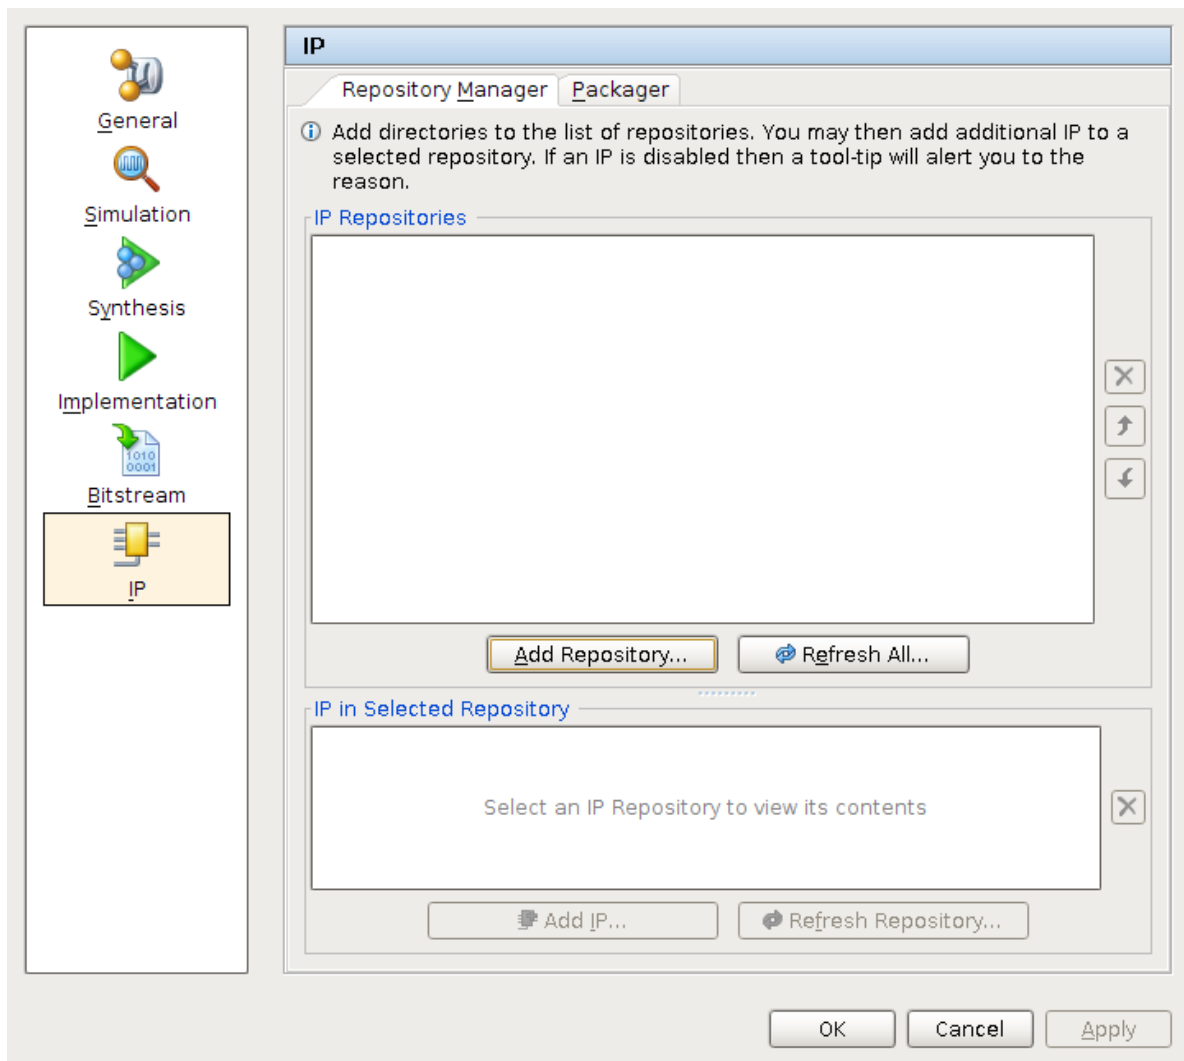 General
Simulation
Synthesis
Implementation
1010
0001
Bitstream
IP
IP
Repository Manager
Packager
Add directories to the list of repositories. You may then add additional IP to a
selected repository. If an IP is disabled then a tool-tip will alert you to the
reason.
IP Repositories
Add Repository...
Refresh All...
IP in Selected Repository
Select an IP Repository to view its contents
Add IP...
Refresh Repository...
OK
Cancel
Apply